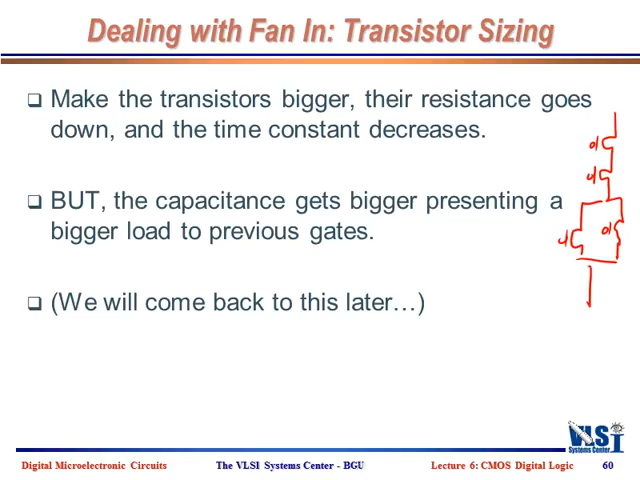 Dealing with Fan In: Transistor Sizing
❑ Make the transistors bigger, their resistance goes
down, and the time constant decreases.
❑ BUT, the capacitance gets bigger presenting a
bigger load to previous gates.
❑ (We will come back to this later…)
VLSI
Systems Center
Digital Microelectronic Circuits
The VLSI Systems Center - BGU
Lecture 6: CMOS Digital Logic
60